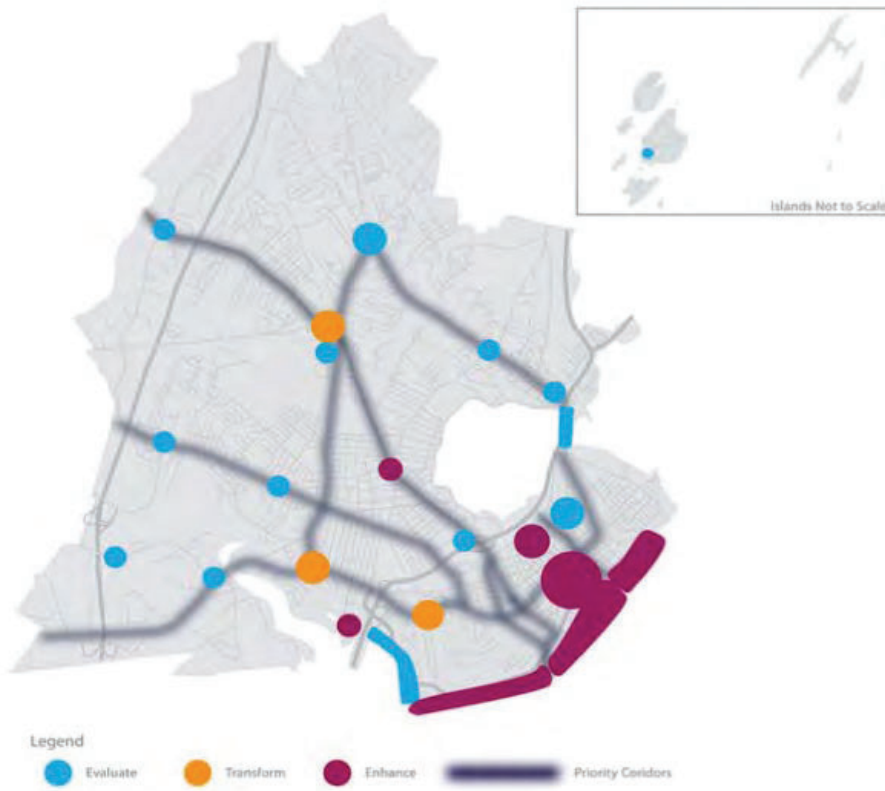 Islands Not to Scale
Legend
Evaluate
Transform
Enhance
Priority Coridors